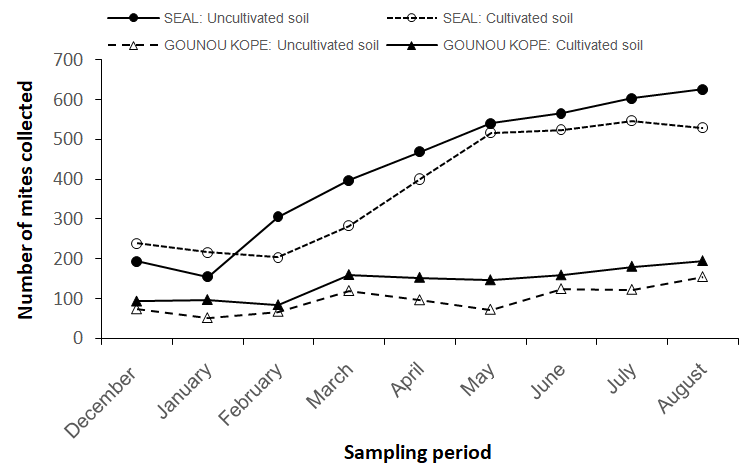 SEAL: Uncultivated soil
SEAL: Cultivated soil
GOUNOU KOPE: Uncultivated soil
GOUNOU KOPE: Cultivated soil
Number of mites collected
700
600
500
400
300
200
100
0
December
January
February
March
April
May
June
July
August
Sampling period